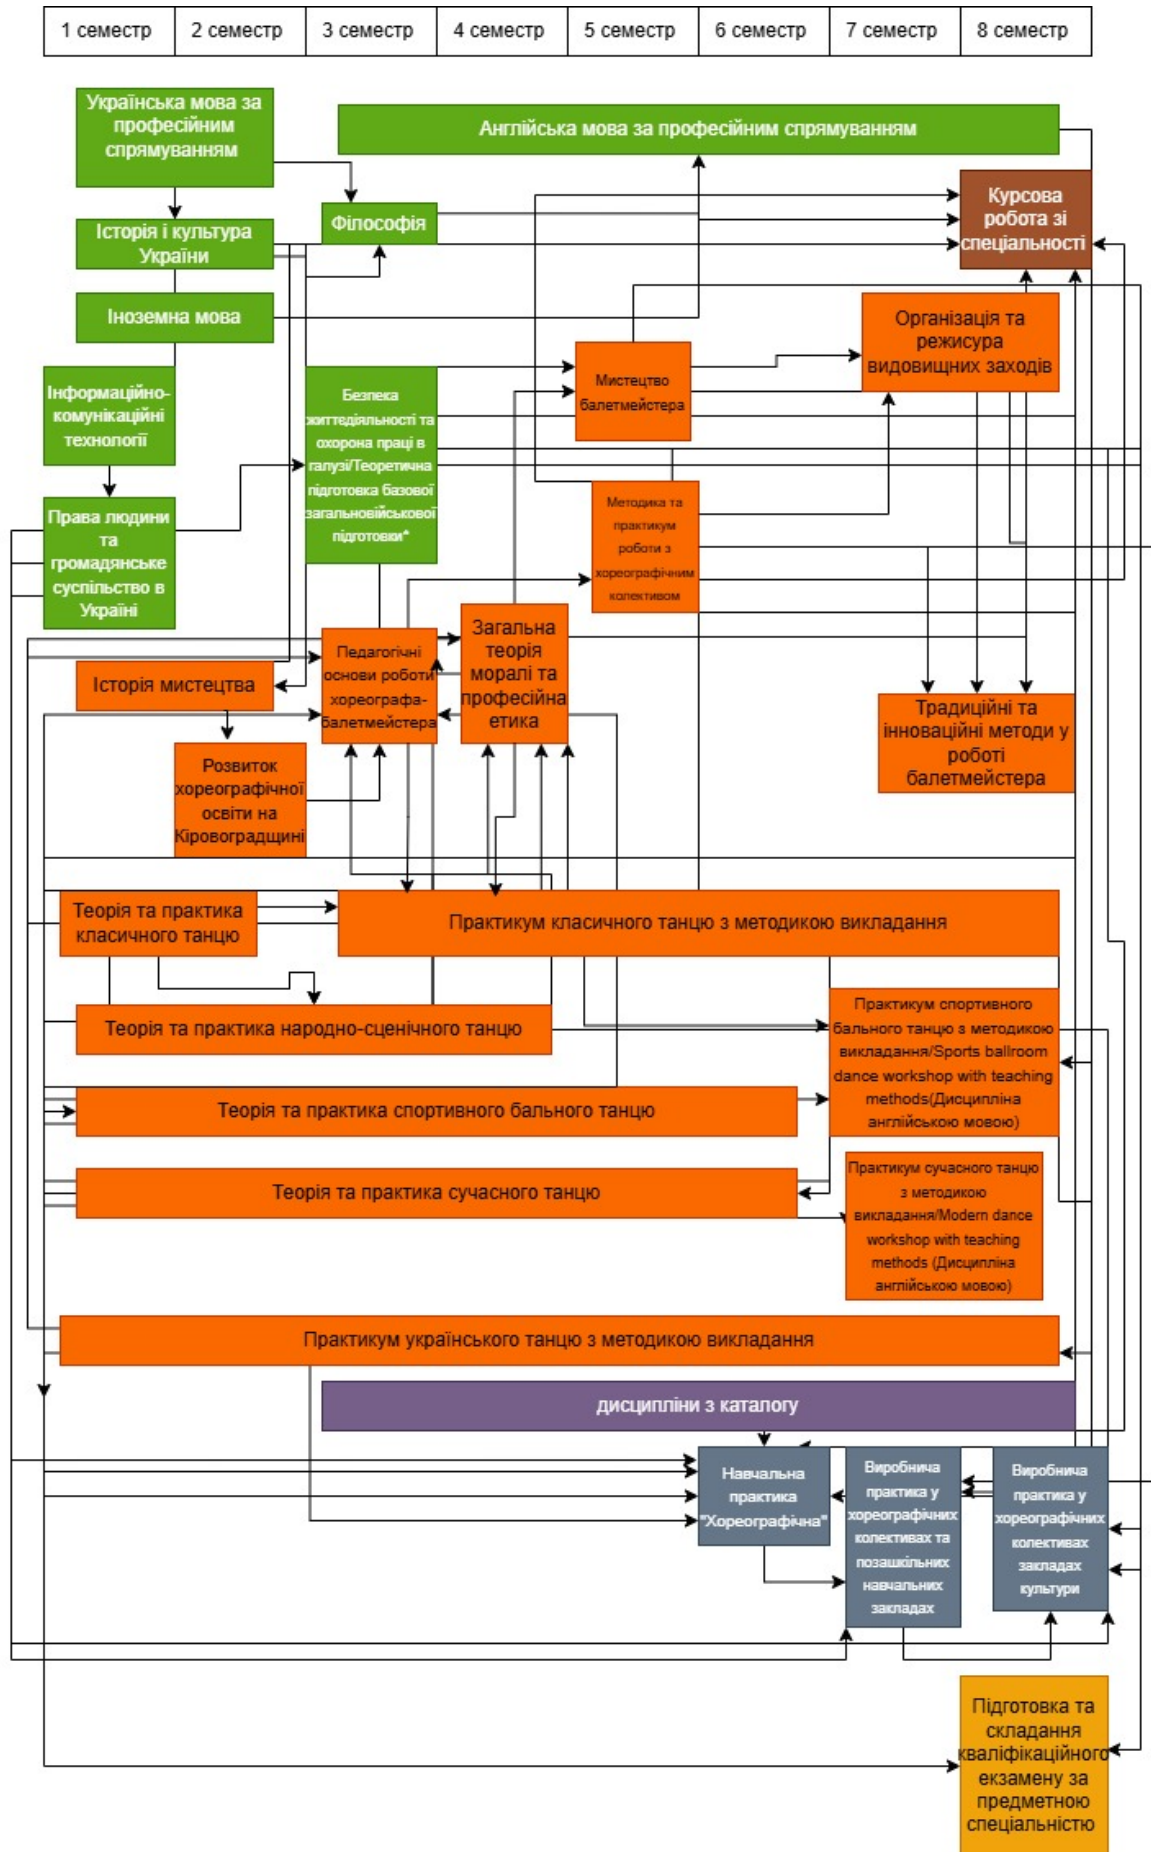 1 семестр
2 семестр
3 семестр
4 семестр
5 семестр
6 семестр
7 семестр
8 семестр
Українська мова за
професійним
спрямуванням
Англійська мова за професійним спрямуванням
Курсова
робота зі
спеціальності
Філософія
Історія і культура
України
Іноземна мова
Організація та
режисура
видовищних заходів
Мистецтво
балетмейстера
Інформаційно-
комунікаційні
технології
Безпека
життедіяльності та
охорона праці в
галузі/Теоретична
підготовка базової
загальновійськової
підготовки*
Методика та
практикум
роботи з
хореографічним
колективом
Права людини
та
громадянське
суспільство в
Україні
Загальна
теорія
моралі та
професійна
етика
Педагогічні
основи роботи
хореографа-
балетмейстера
Історія мистецтва
Традиційні та
інноваційні методи у
роботі
балетмейстера
Розвиток
хореографічної
освіти на
Кіровоградщині
Теорія та практика
класичного танцю
Практикум класичного танцю з методикою викладання
Теорія та практика народно-сценічного танцю
Практикум спортивного
бального танцю з методикою
викладання/Sports ballroom
dance workshop with teaching
methods(Дисципліна
англійською мовою)
Теорія та практика спортивного бального танцю
Теорія та практика сучасного танцю
Практикум сучасного танцю
з методикою
викладання/Modern dance
workshop with teaching
methods (Дисципліна
англійською мовою)
Практикум українського танцю з методикою викладання
дисципліни з каталогу
Навчальна
практика
"Хореографічна"
Виробнича
практика у
хореографічних
колективах та
позашкільних
навчальних
закладах
Виробнича
практика у
хореографічних
колективах
закладах
культури
Підготовка та
складання
кваліфікаційного
екзамену за
предметною
спеціальністю